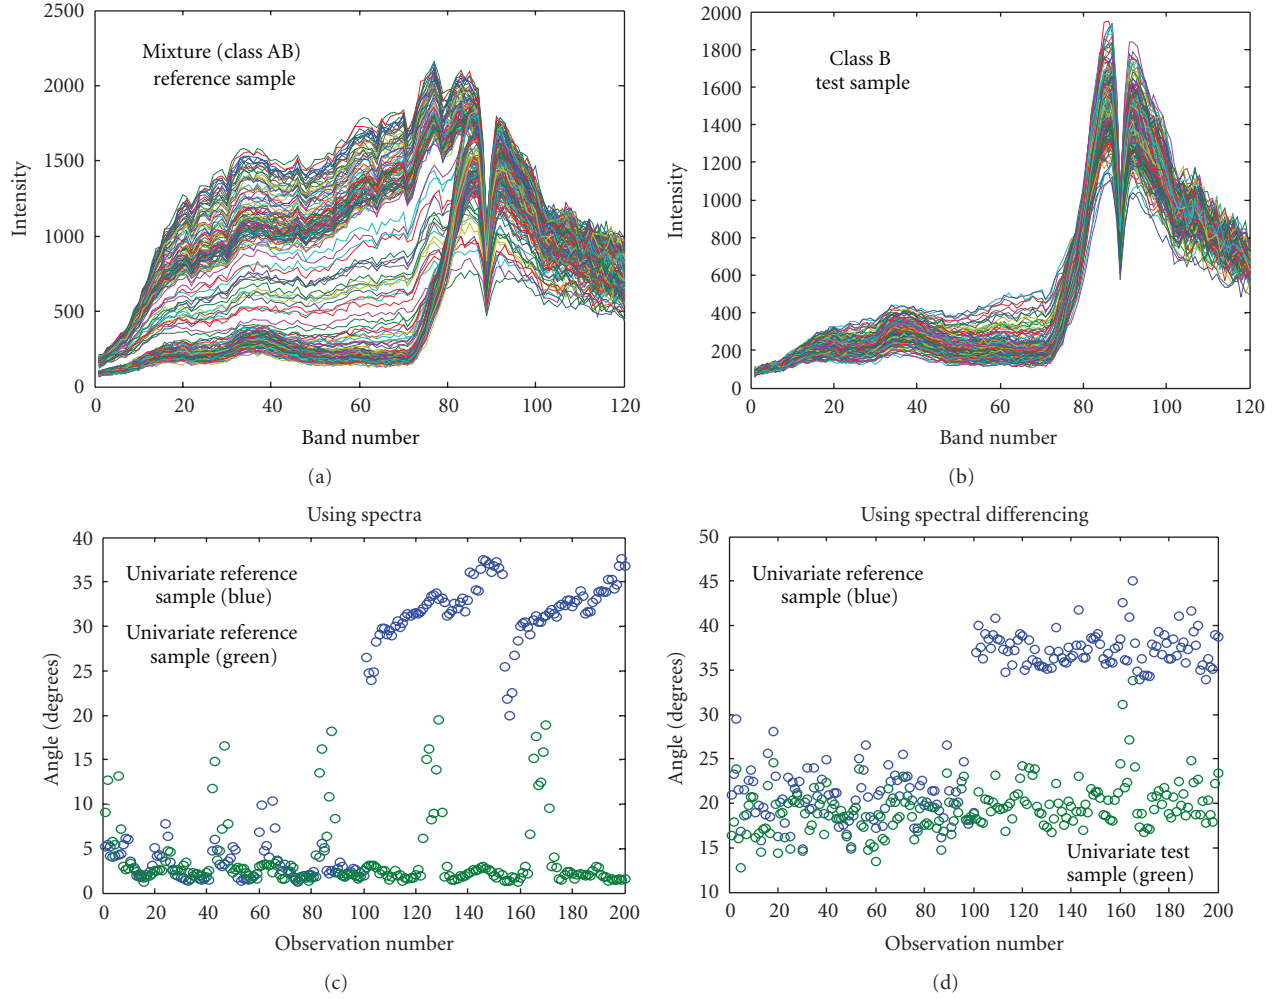 2500
2000
1500
1000
500
0
Intensity
Mixture (class AB)
reference sample
0 20 40 60 80 100 120
Band number
(a)
2000
1800
1600
1400
1200
1000
800
600
400
200
0
Intensity
Class B
test sample
0 20 40 60 80 100 120
Band number
(b)
Using spectra
40
35
30
25
20
15
10
5
0
Angle (degrees)
Univariate reference
sample (blue)
Univariate reference
sample (green)
0 20 40 60 80 100 120 140 160 180 200
Observation number
(c)
Using spectral differencing
50
45
40
35
30
25
20
15
10
Angle (degrees)
Univariate reference
sample (blue)
Univariate test
sample (green)
0 20 40 60 80 100 120 140 160 180 200
Observation number
(d)